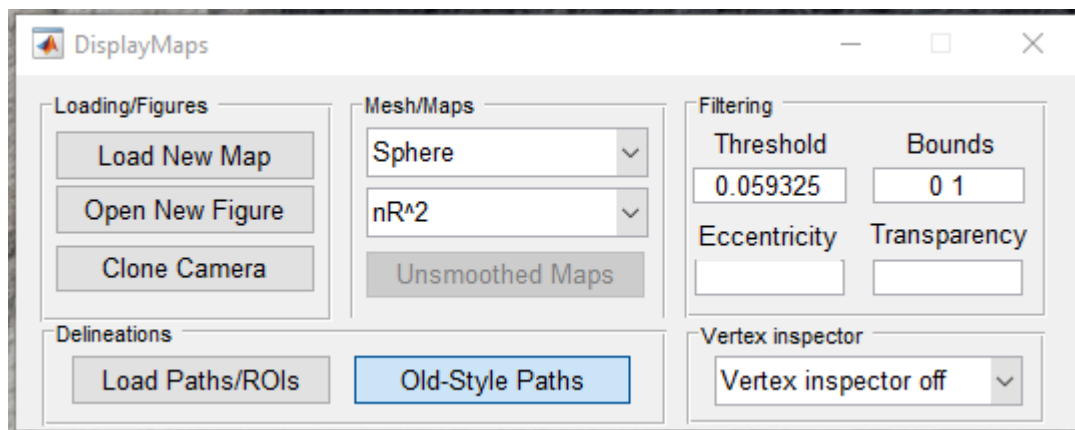 DisplayMaps
Loading/Figures
Load New Map
Open New Figure
Clone Camera
Mesh/Maps
Sphere
nR^2
Unsmoothed Maps
Filtering
Threshold Bounds
0.059325 0 1
Eccentricity Transparency
Delineations
Load Paths/ROIs Old-Style Paths
Vertex inspector
Vertex inspector off